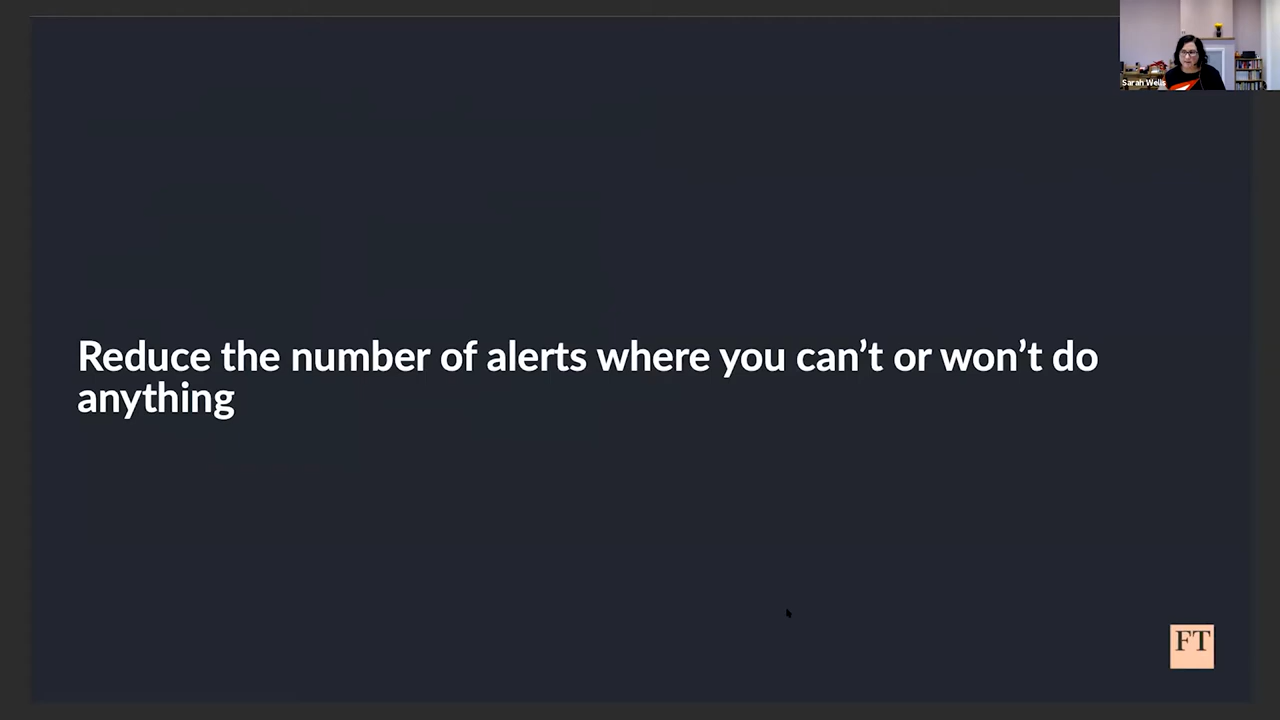 Sarah Wells
Reduce the number of alerts where you can’t or won’t do
anything
FT